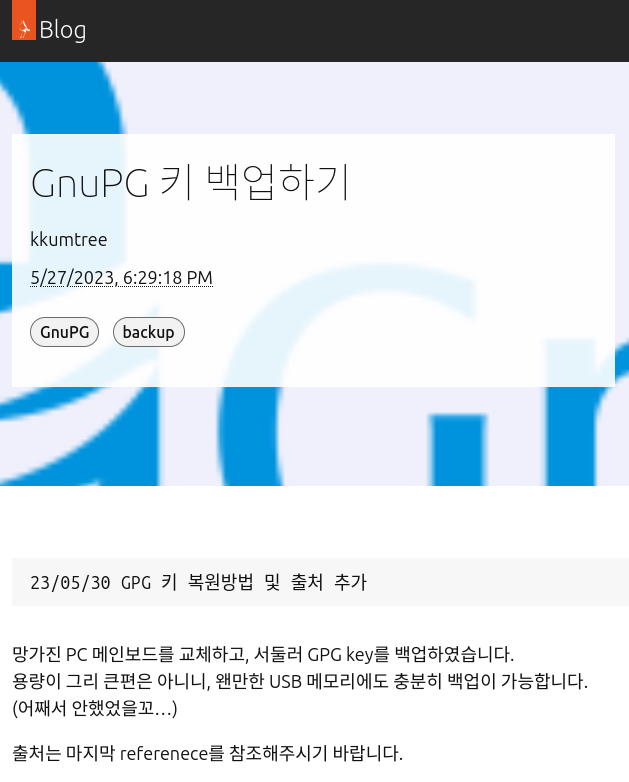 Blog
GnuPG 키 백업하기
kkumtree
5/27/2023, 6:29:18 PM
GnuPG backup
23/05/30 GPG 키 복원방법 및 출처 추가
망가진 PC 메인보드를 교체하고, 서둘러 GPG key를 백업하였습니다.
용량이 그리 큰편은 아니니, 왠만한 USB 메모리에도 충분히 백업이 가능합니다.
(어째서 안했었을꼬...)
출처는 마지막 referenece를 참조해주시기 바랍니다.